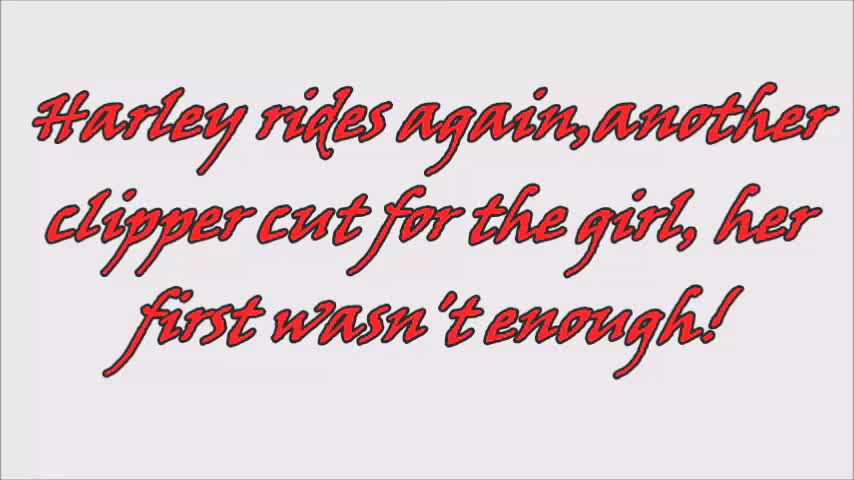 Harley rides again,another
clipper cut for the girl, her
first wasn't enough!